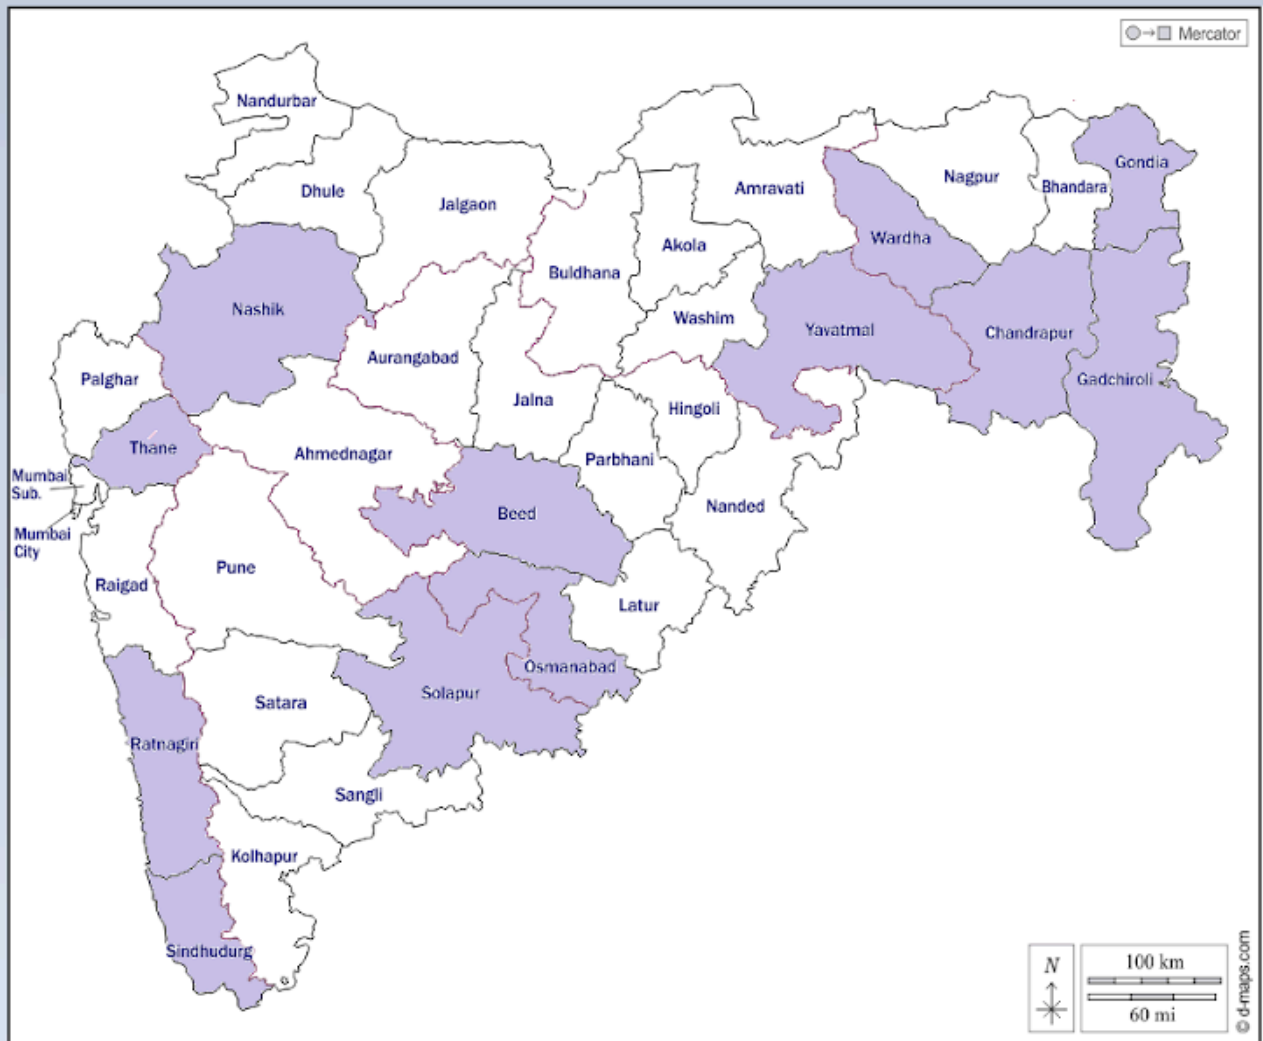 Mercator
Nandurbar
Dhule
Jalgaon
Amravati
Nagpur
Bhandara
Gondia
Akola
Wardha
Buldhana
Nashik
Washim
Yavatmal
Chandrapur
Gadchiroli
Palghar
Aurangabad
Jalna
Hingoli
Thane
Ahmednagar
Parbhani
Mumbai
Sub.
Nanded
Beed
Mumbai
City
Raigad
Pune
Latur
Osmanabad
Solapur
Satara
Ratnagiri
Sangli
Kolhapur
Sindhudurg
N
100 km
60 mi
© d-maps.com